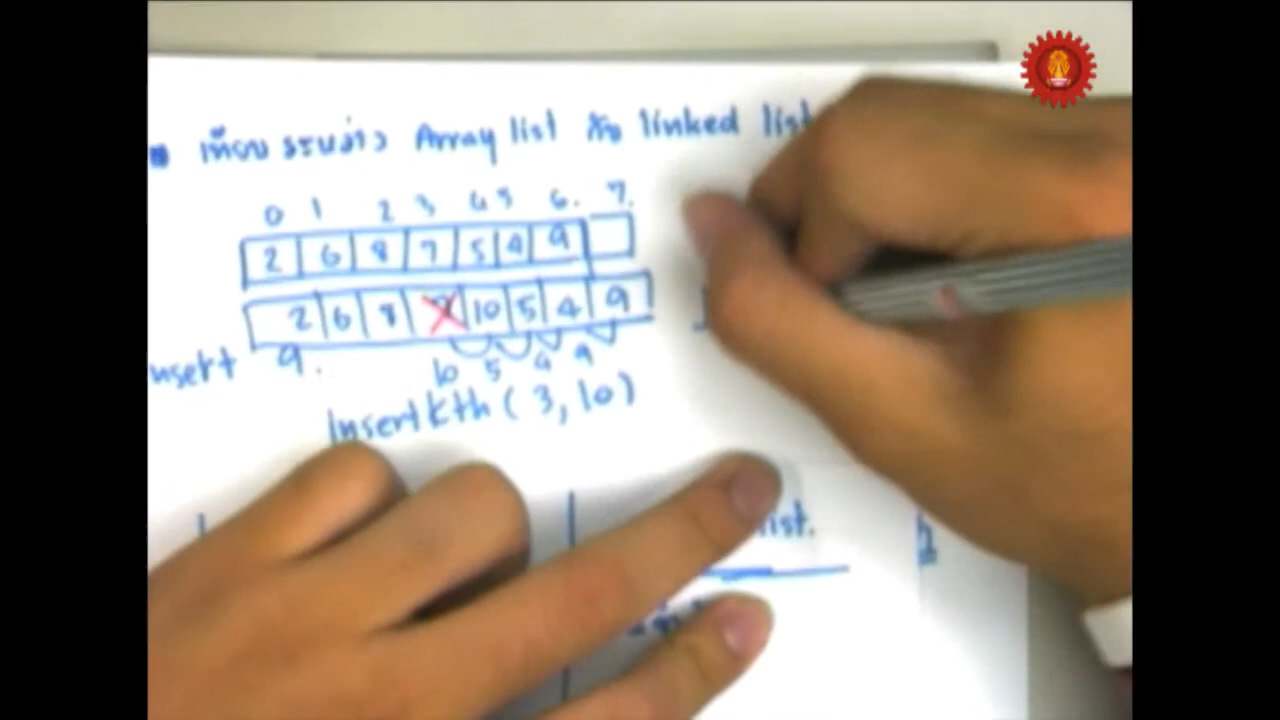 เทียบระหว่าง Array list กับ linked list
0 1 2 3 4 5 6. 7.
2 6 8 7 5 4 9
2 6 8 10 5 4 9
nsert 9.
10 5 4 9
InsertKth ( 3, 10 )
list.